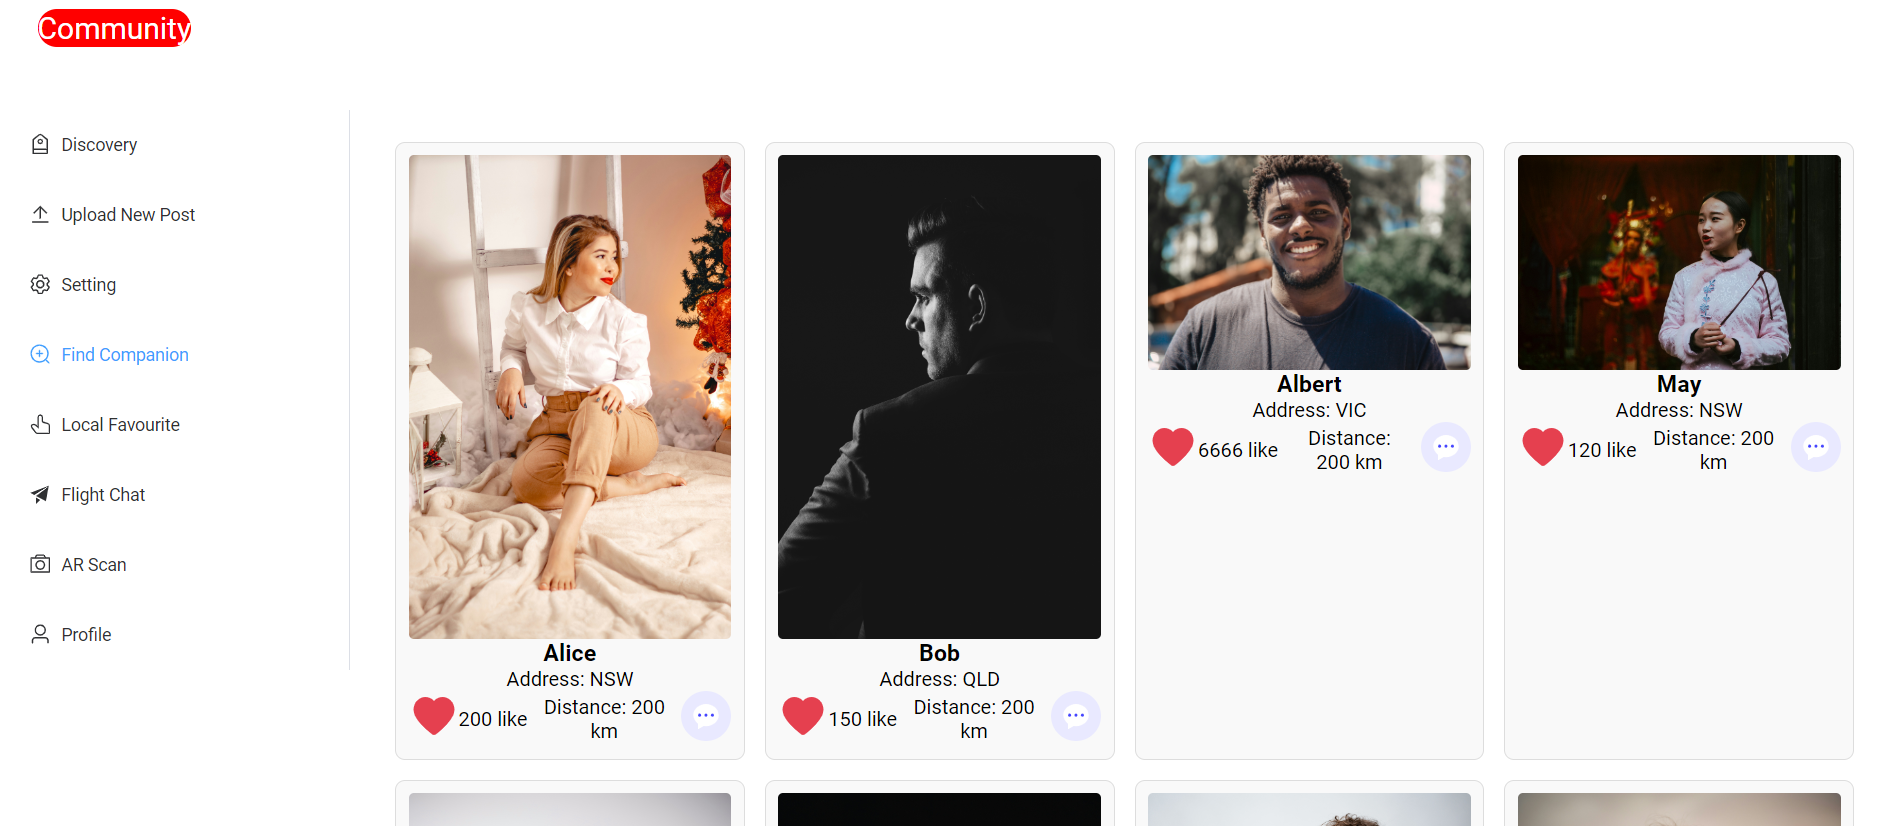 Community
Discovery
Upload New Post
Setting
Find Companion
Local Favourite
Flight Chat
AR Scan
Profile
Alice
Address: NSW
200 like
Distance: 200
km
Bob
Address: QLD
150 like
Distance: 200
km
Albert
Address: VIC
6666 like
Distance:
200 km
May
Address: NSW
120 like
Distance: 200
km